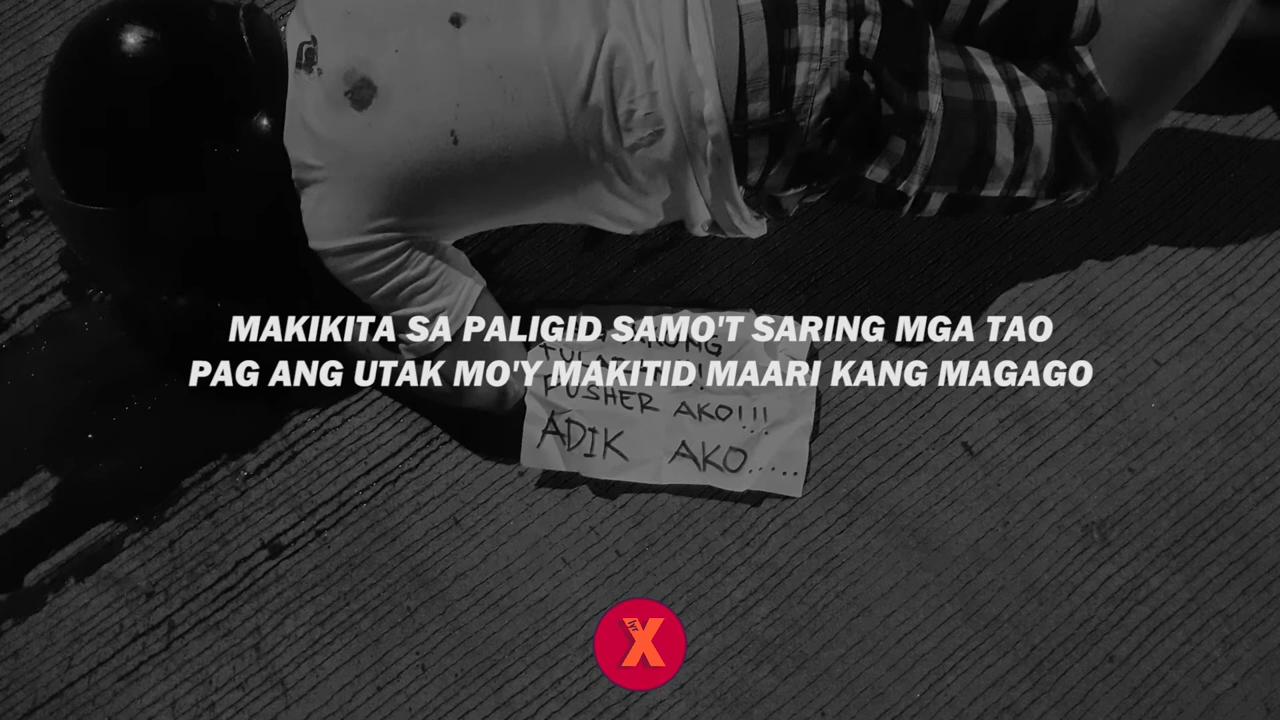 MAKIKITA SA PALIGID SAMO'T SARING MGA TAO
PAG ANG UTAK MO'Y MAKITID MAARI KANG MAGAGO
PUSHER AKO!!!
ADIK AKO.....
lyr X